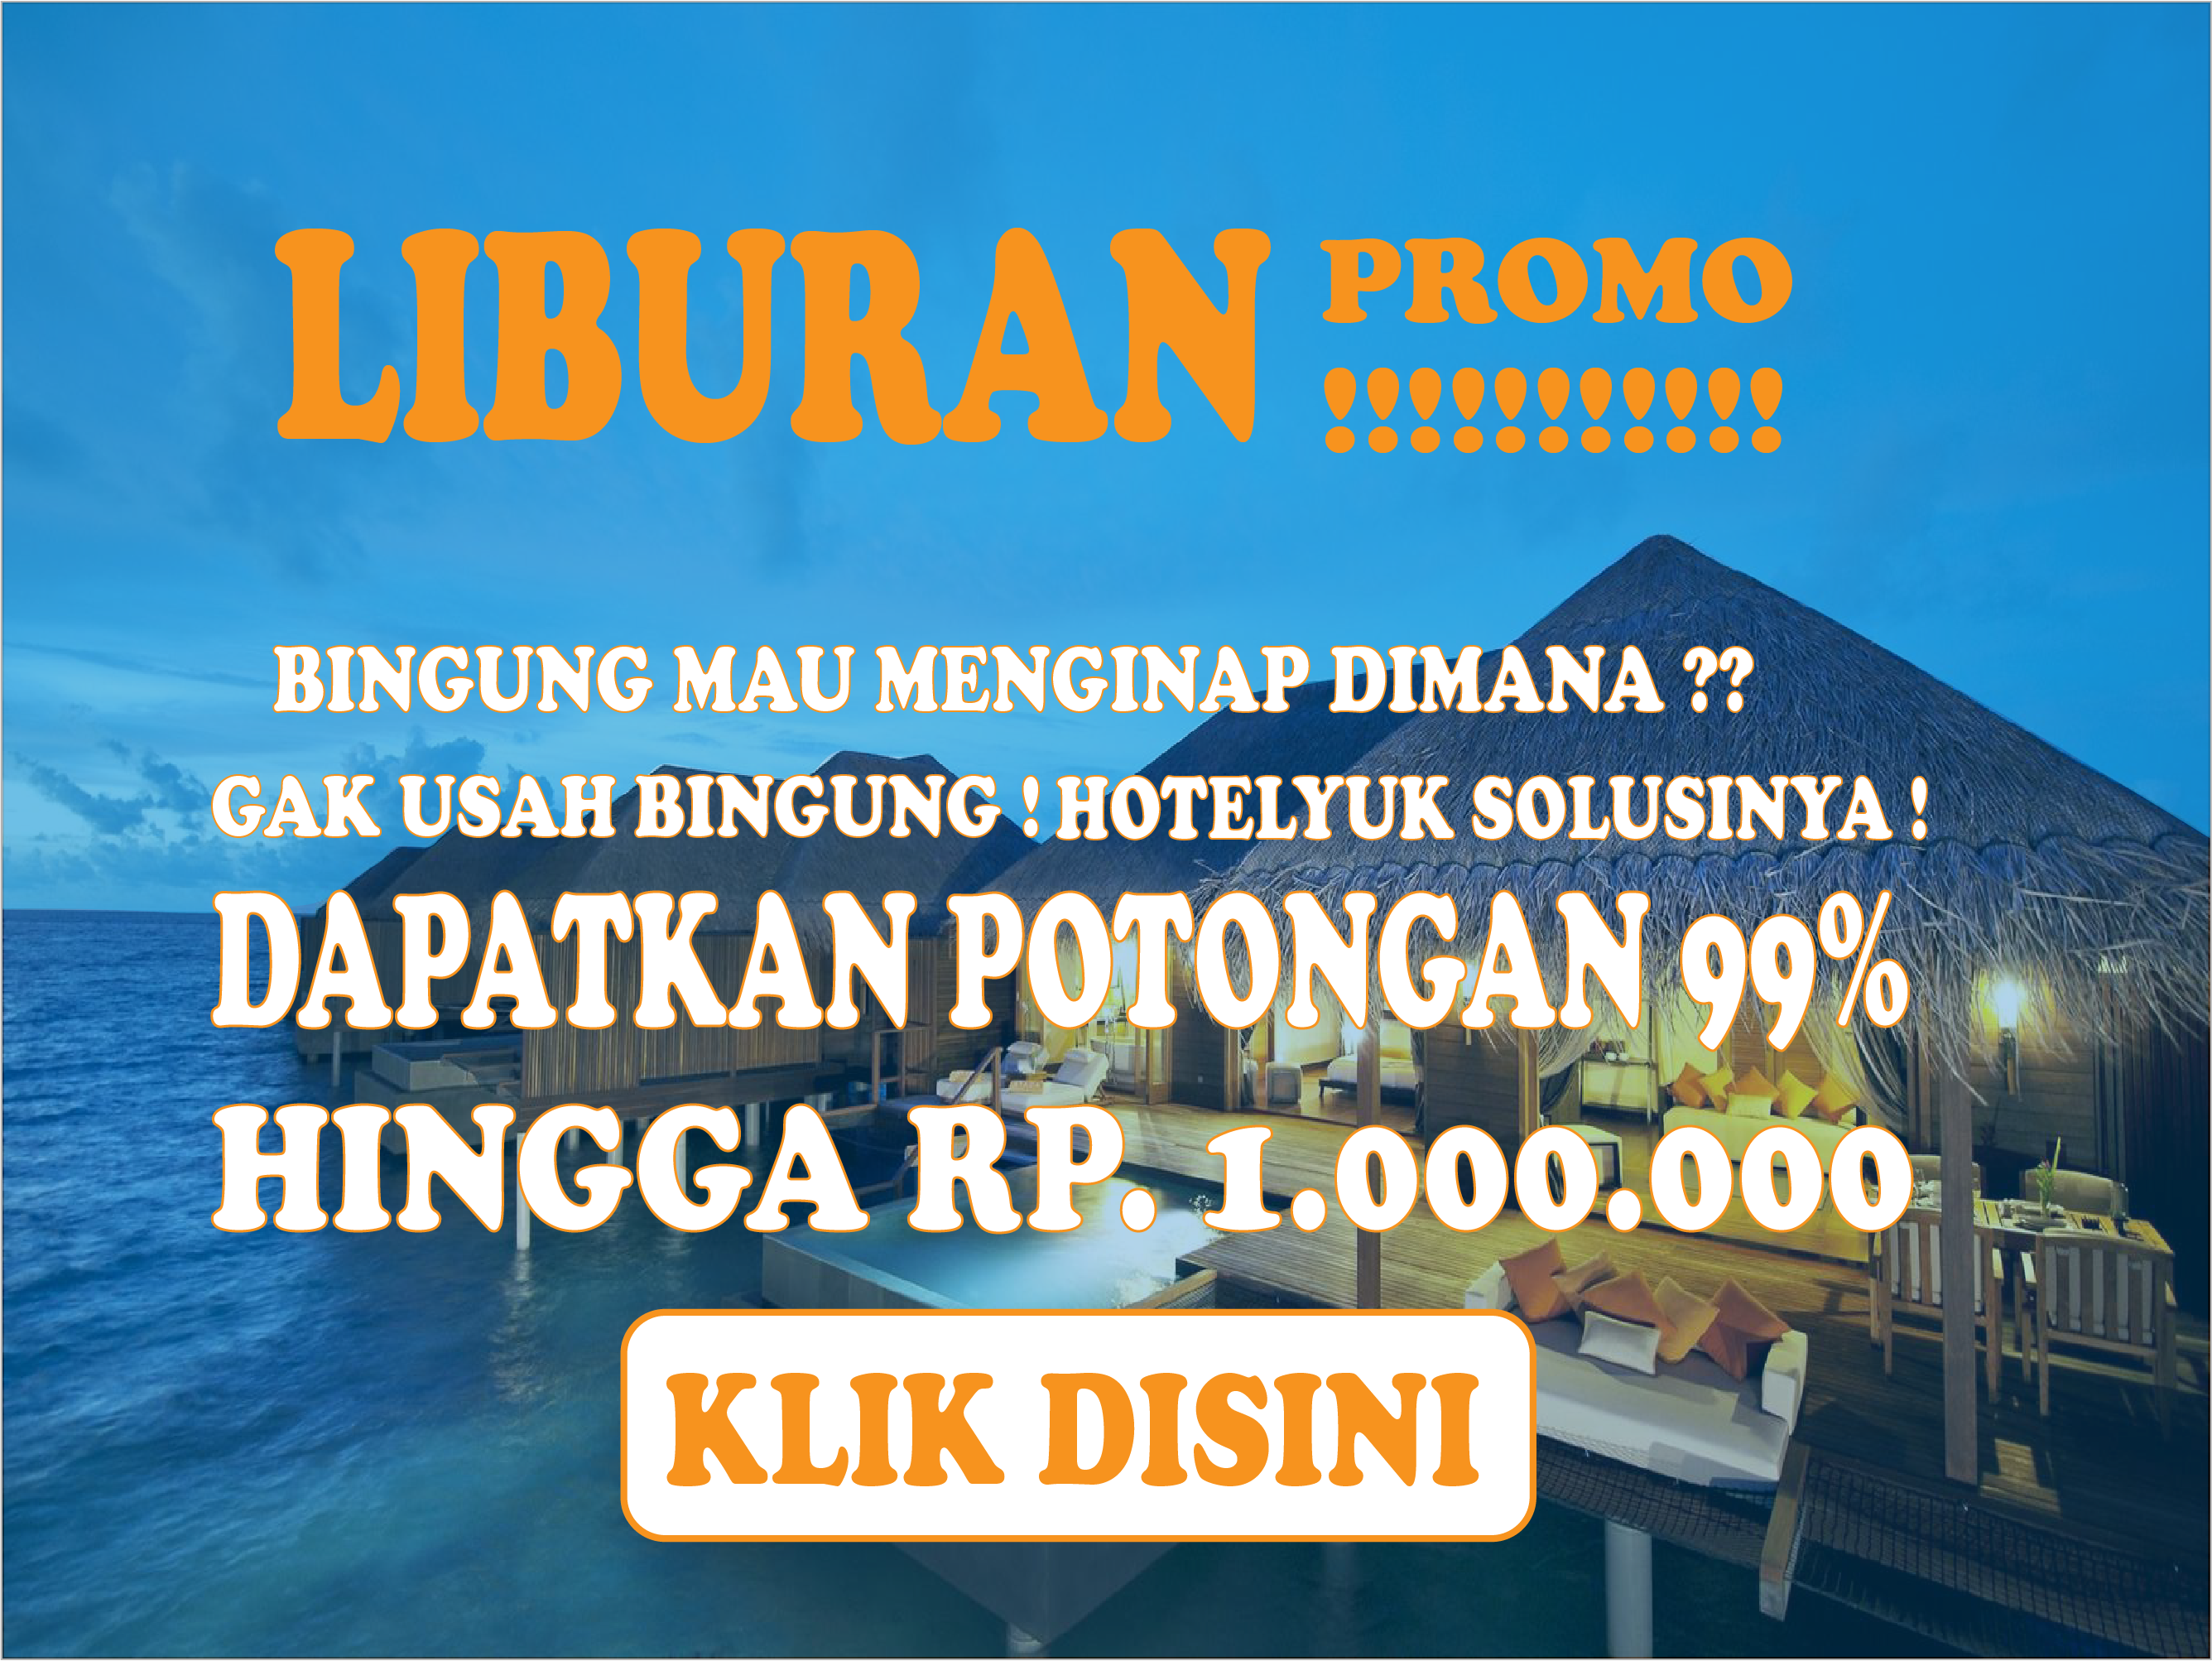 LIBURAN PROMO
!!!!!!!!!!!
BINGUNG MAU MENGINAP DIMANA ??
GAK USAH BINGUNG ! HOTELYUK SOLUSINYA !
DAPATKAN POTONGAN 99%
HINGGA RP. 1.000.000
KLIK DISINI